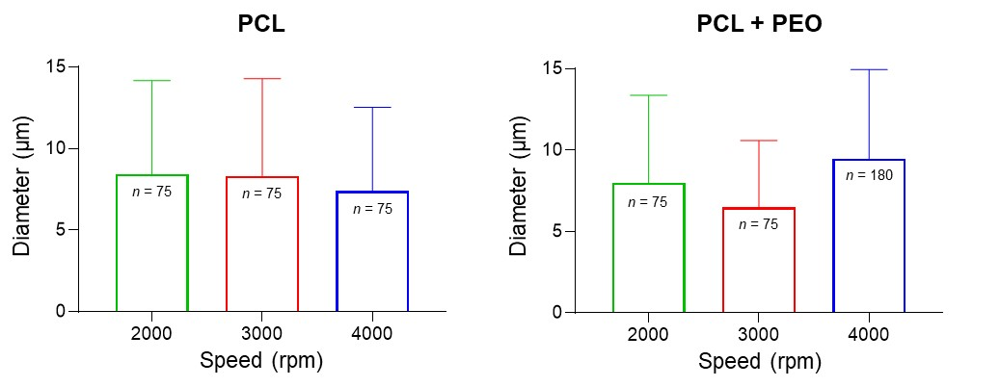 PCL
Diameter (µm)
15
10
5
0
n = 75
n = 75
n = 75
2000
3000
4000
Speed (rpm)
PCL + PEO
Diameter (µm)
15
10
5
0
n = 75
n = 75
n = 180
2000
3000
4000
Speed (rpm)